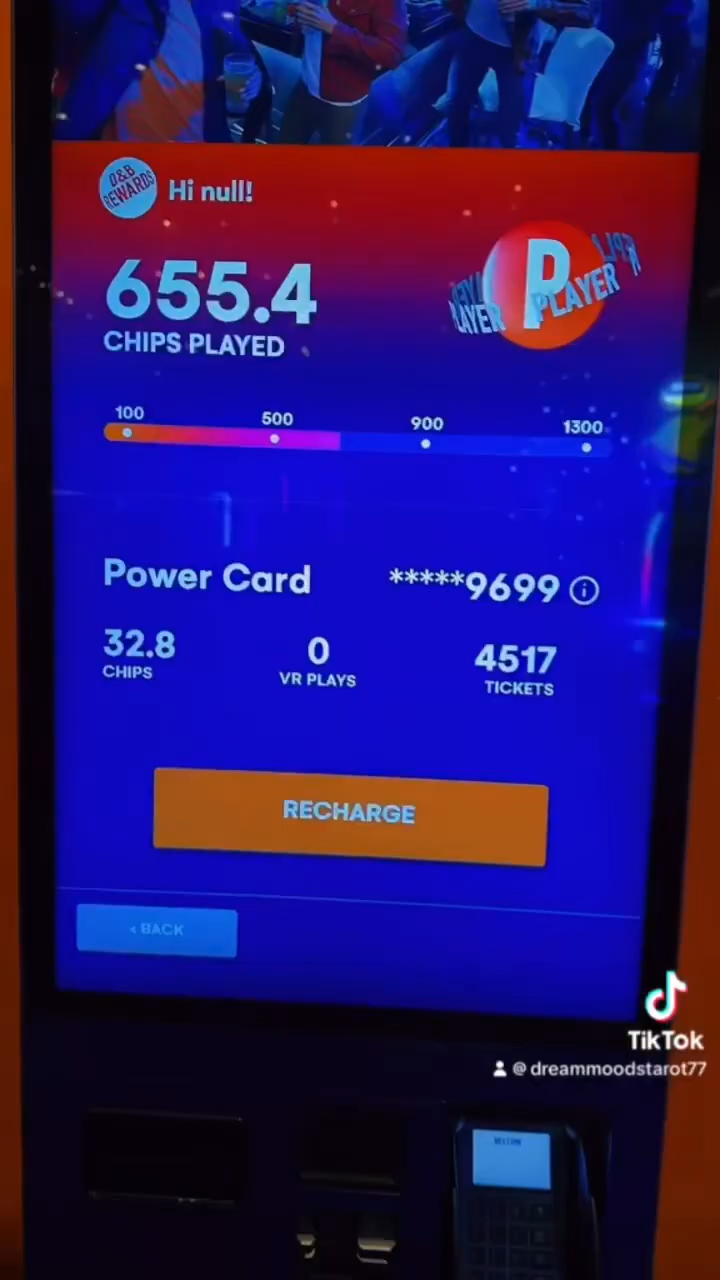 D&B
REWARDS
Hi null!
655.4
CHIPS PLAYED
P
PLAYER
PLAYER
100
500
900
1300
Power Card
*****9699
32.8
CHIPS
0
VR PLAYS
4517
TICKETS
RECHARGE
< BACK
TikTok
@dreammoodstarot77